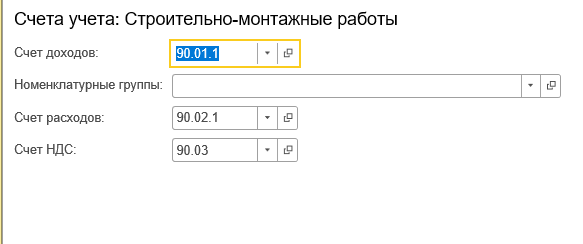 Счета учета: Строительно-монтажные работы
Счет доходов: 90.01.1
Номенклатурные группы:
Счет расходов: 90.02.1
Счет НДС: 90.03